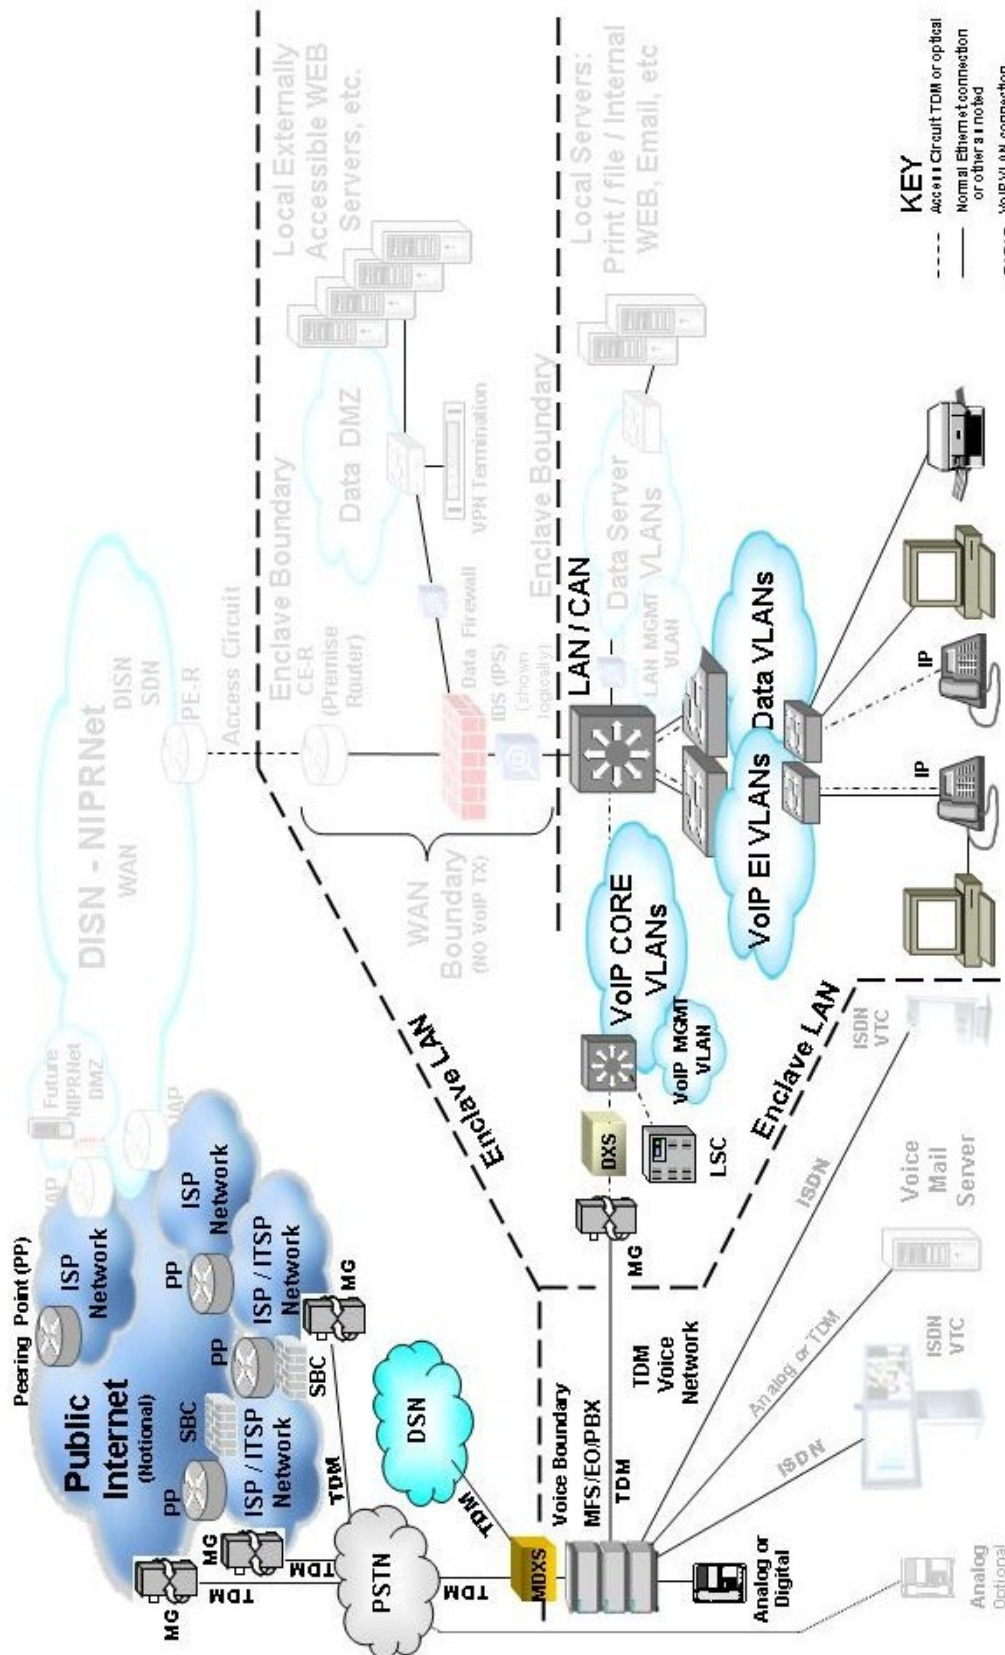 Peering Point (PP)
ISP
Network
Public
Internet
(Notional)
PP
ISP
Network
SBC
PP
ISP / ITSP
Network
PP
ISP / ITSP
Network
SBC
MG
MG
MG
TDM
TDM
TDM
PSTN
DSN
TDM
TDM
MDXS
Future
NIPRNet
DMZ
DISN - NIPRNet
WAN
DISN
SDN
PE-R
Access Circuit
Enclave Boundary
CE-R
(Premise
Router)
WAN
Boundary
(NO VoIP TX)
Data Firewall
IDS (IPS)
(shown
logically)
Data DMZ
VPN Termination
Local Externally
Accessible WEB
Servers, etc.
Enclave Boundary
Enclave LAN
Voice Boundary
MFS/EO/PBX
TDM
TDM
Voice
Network
MG
DXS
LSC
VoIP CORE
VLANs
VoIP MGMT
VLAN
LAN / CAN
Data Server
VLANs
LAN MGMT
VLAN
Local Servers:
Print / file / Internal
WEB, Email, etc
VoIP EI VLANs
Data VLANs
Enclave LAN
IP
IP
Analog or
Digital
ISDN
Analog or TDM
ISDN
ISDN
VTC
Voice
Mail
Server
ISDN
VTC
Analog
Optional
KEY
Access Circuit TDM or optical
Normal Ethernet connection
or other as noted
VoIP VLAN connection